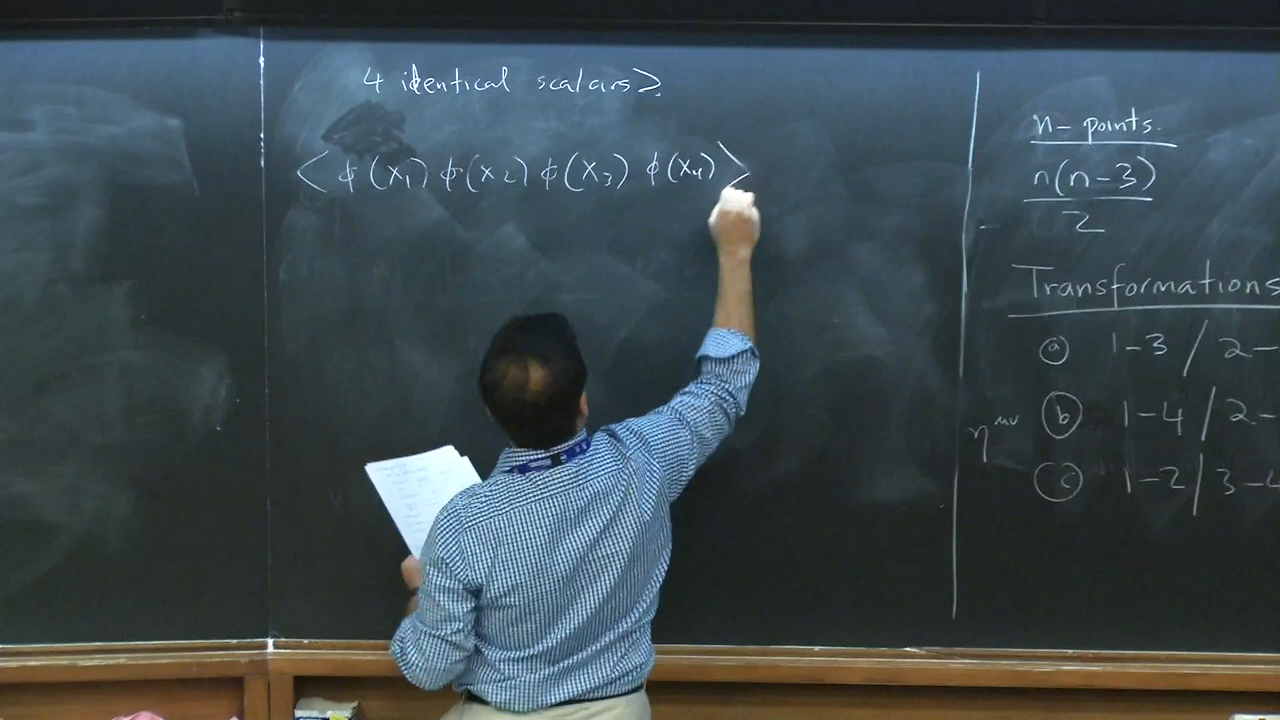 4 identical scalars ≥
< ϕ(x₁) ϕ(x₂) ϕ(x₃) ϕ(x₄) >
n-points.
n(n-3)
2
Transformations
ⓐ 1-3 / 2-
η^μν ⓑ 1-4 / 2-
ⓒ 1-2 / 3-4